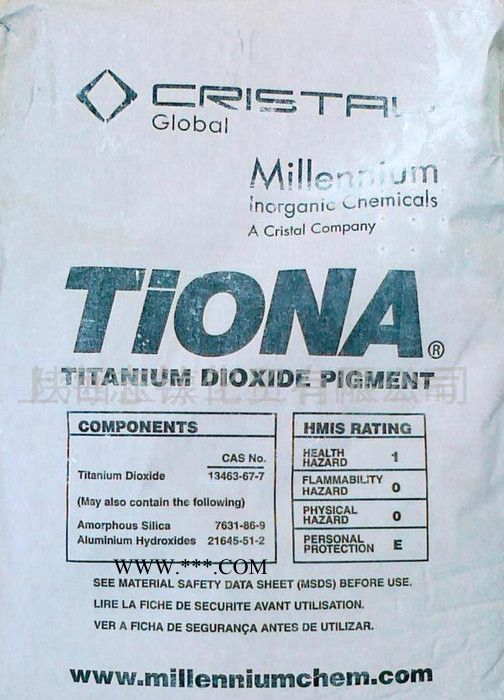 CRISTAL
Global
Millennium
Inorganic Chemicals
A Cristal Company
TiONA®
TITANIUM DIOXIDE PIGMENT
COMPONENTS
CAS No.
Titanium Dioxide 13463-67-7
(May also contain the following)
Amorphous Silica 7631-86-9
Aluminium Hydroxides 21645-51-2
HMIS RATING
HEALTH
HAZARD 1
FLAMMABILITY
HAZARD 0
PHYSICAL
HAZARD 0
PERSONAL
PROTECTION E
WWW.***.COM
SEE MATERIAL SAFETY DATA SHEET (MSDS) BEFORE USE.
LIRE LA FICHE DE SECURITE AVANT UTILISATION.
VER A FICHA DE SEGURANÇA ANTES DE UTILIZAR.
www.millenniumchem.com